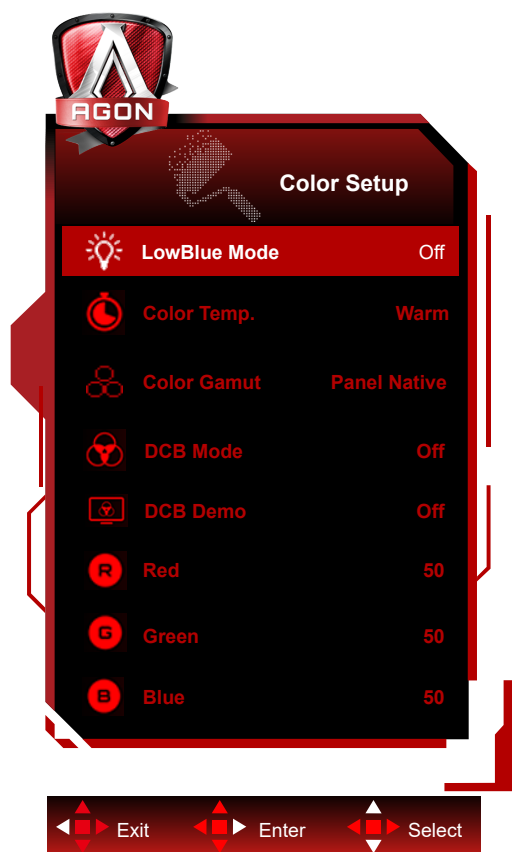 AGON
Color Setup
LowBlue Mode Off
Color Temp. Warm
Color Gamut Panel Native
DCB Mode Off
DCB Demo Off
R Red 50
G Green 50
B Blue 50
Exit Enter Select